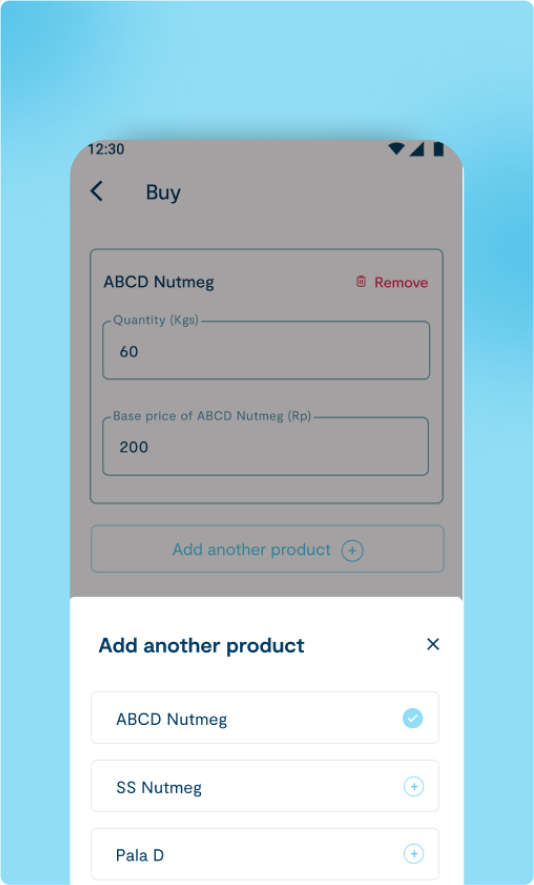 12:30
Buy
ABCD Nutmeg
Remove
Quantity (Kgs)
60
Base price of ABCD Nutmeg (Rp)
200
Add another product
Add another product
ABCD Nutmeg
SS Nutmeg
Pala D